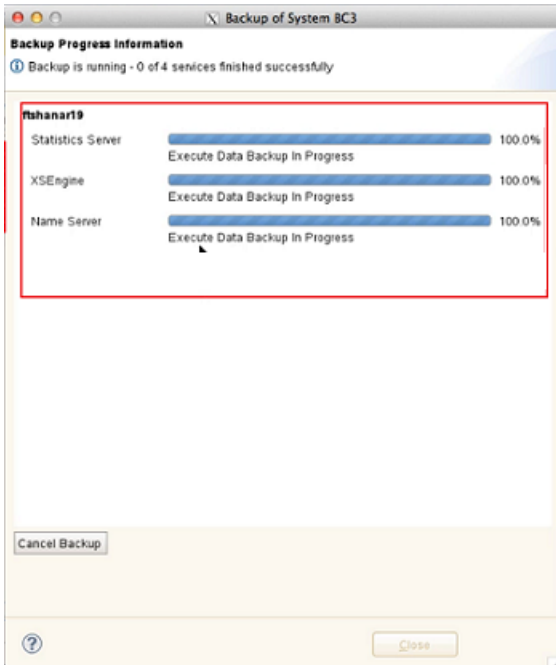 Backup of System BC3
Backup Progress Information
Backup is running - 0 of 4 services finished successfully
ftshanar19
Statistics Server 100.0%
Execute Data Backup In Progress
XSEngine 100.0%
Execute Data Backup In Progress
Name Server 100.0%
Execute Data Backup In Progress
Cancel Backup
Close